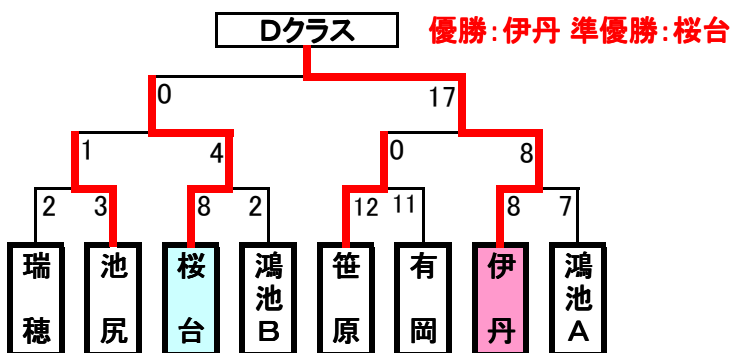 Dクラス
優勝:伊丹 準優勝:桜台
0 17
1 4 0 8
2 3 8 2 12 11 8 7
瑞穂
池尻
桜台
鴻池B
笹原
有岡
伊丹
鴻池A